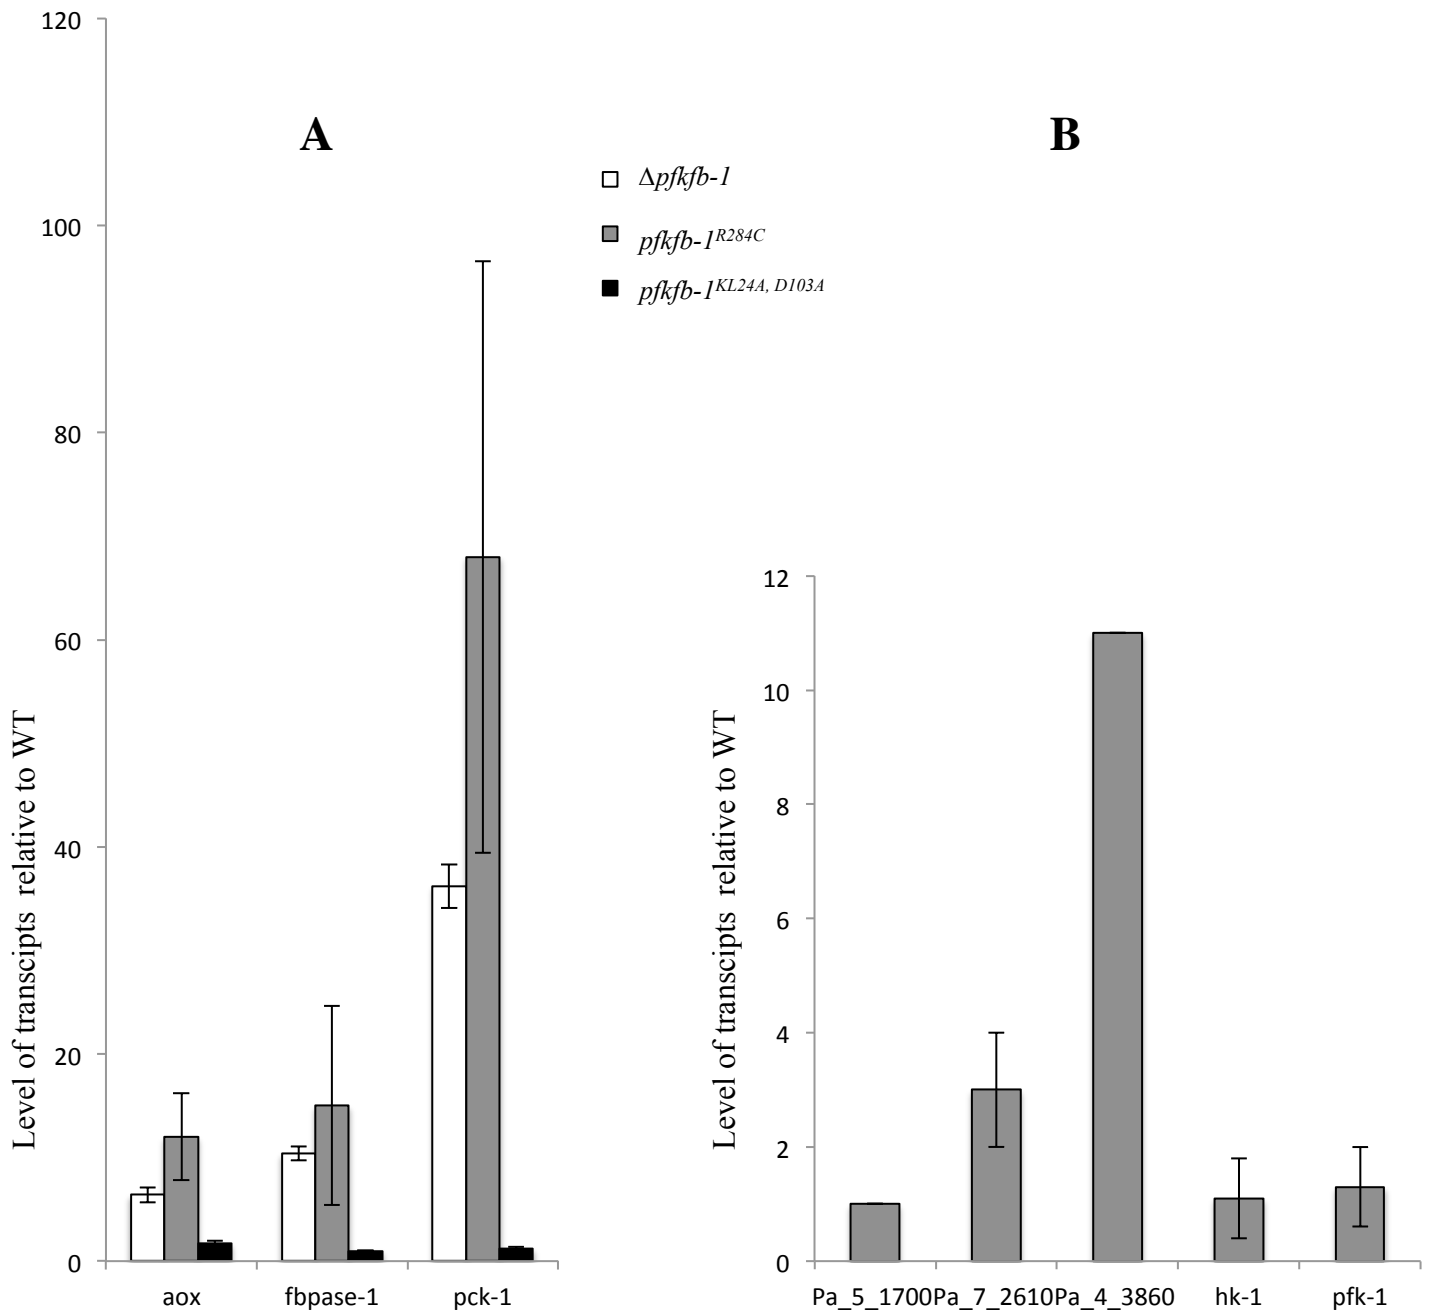 A
B
Δpfkfb-1
pfkfb-1R284C
pfkfb-1KL24A, D103A
Level of transcipts relative to WT
120
100
80
60
40
20
0
aox fbpase-1 pck-1
Level of transcipts relative to WT
12
10
8
6
4
2
0
Pa_5_1700 Pa_7_2610 Pa_4_3860 hk-1 pfk-1